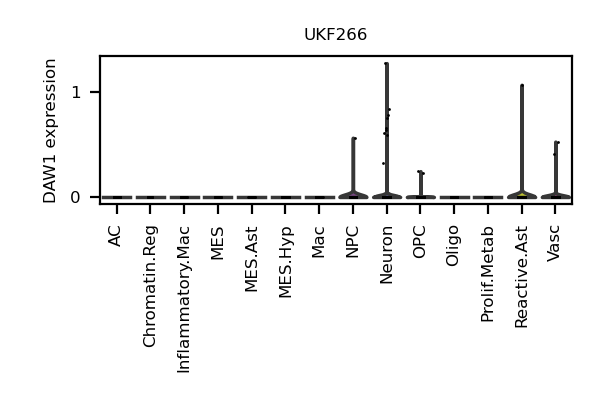 UKF266
DAW1 expression
1
0
AC
Chromatin.Reg
Inflammatory.Mac
MES
MES.Ast
MES.Hyp
Mac
NPC
Neuron
OPC
Oligo
Prolif.Metab
Reactive.Ast
Vasc